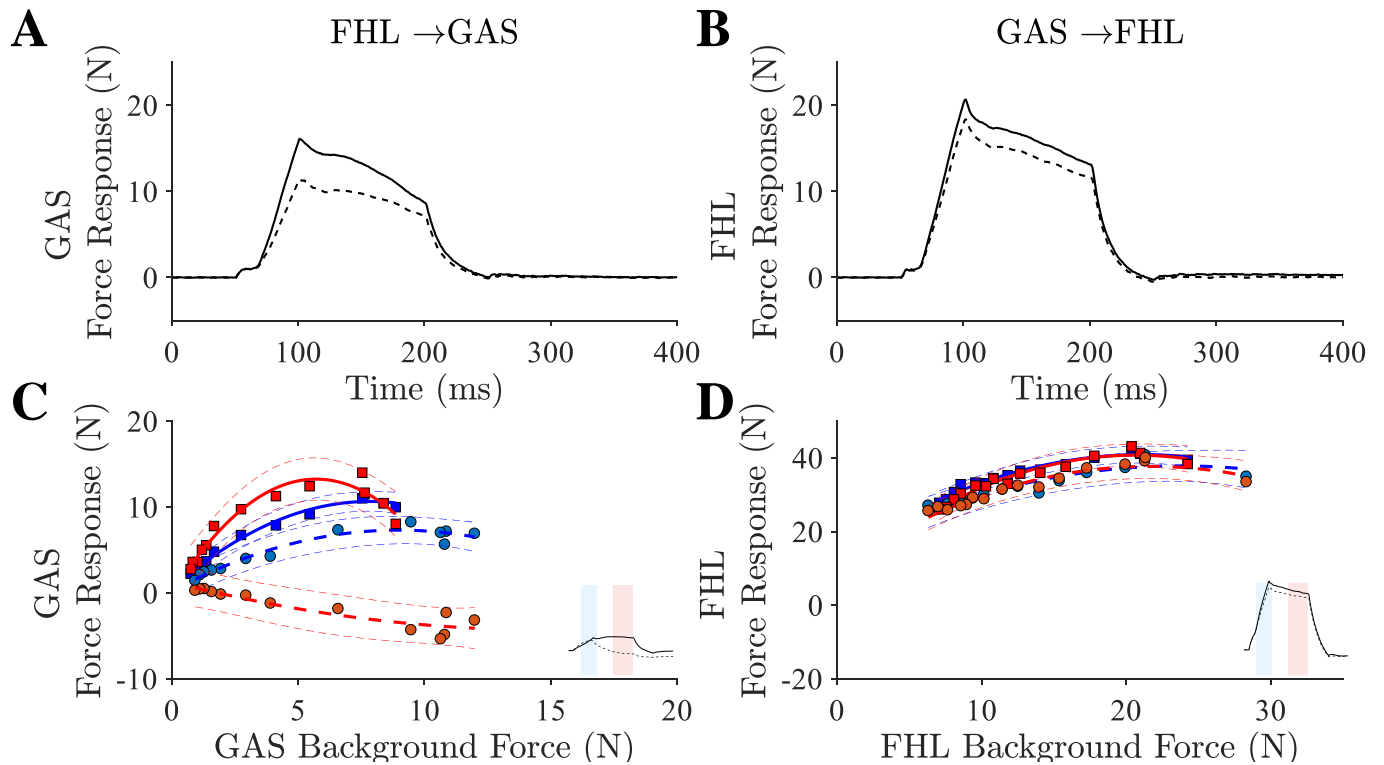 A
FHL →GAS
GAS
Force Response (N)
20
10
0
0
100
200
300
400
Time (ms)
B
GAS →FHL
FHL
Force Response (N)
20
10
0
0
100
200
300
400
Time (ms)
C
GAS
Force Response (N)
20
10
0
-10
0
5
10
15
20
GAS Background Force (N)
D
FHL
Force Response (N)
40
20
0
-20
0
10
20
30
FHL Background Force (N)